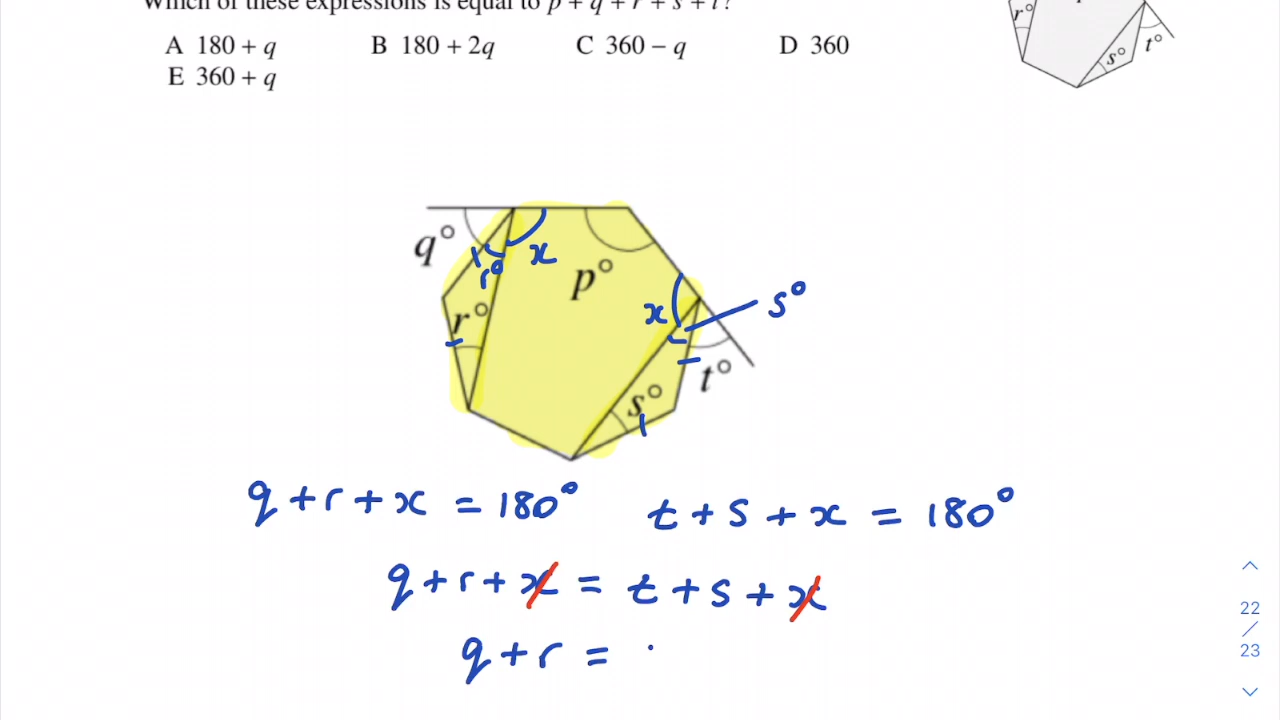 Which of these expressions is equal to p + q + r + s + t?
A 180 + q B 180 + 2q C 360 − q D 360
E 360 + q
r° s° t°
q° r° x p° r° x s° s° t°
q + r + x = 180° t + s + x = 180°
q + r + x = t + s + x
q + r =
22
/
23